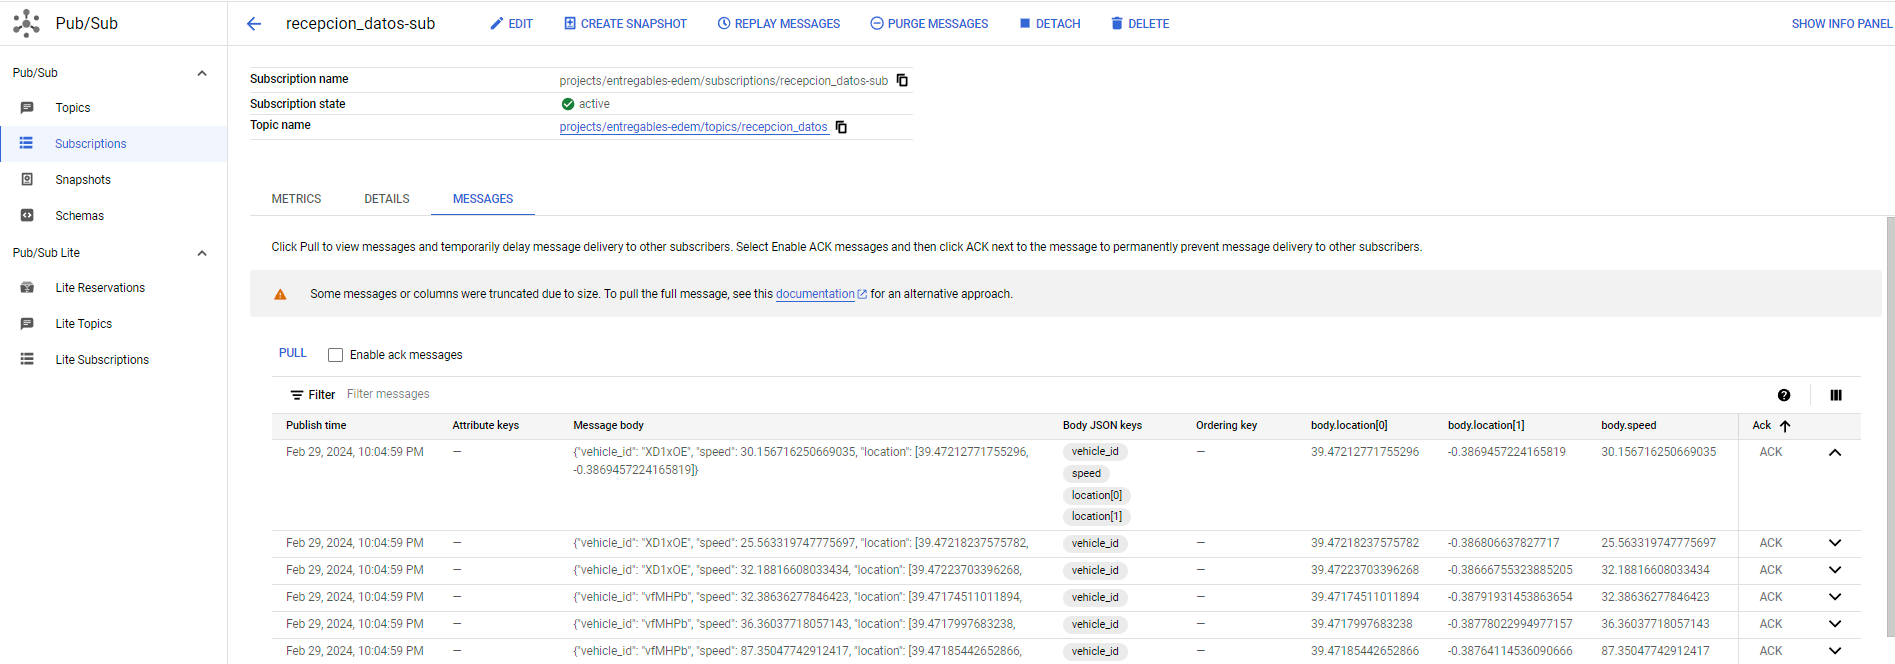 Pub/Sub
recepcion_datos-sub
EDIT
CREATE SNAPSHOT
REPLAY MESSAGES
PURGE MESSAGES
DETACH
DELETE
SHOW INFO PANEL
Pub/Sub
Topics
Subscriptions
Snapshots
Schemas
Pub/Sub Lite
Lite Reservations
Lite Topics
Lite Subscriptions
Subscription name projects/entregables-edem/subscriptions/recepcion_datos-sub
Subscription state active
Topic name projects/entregables-edem/topics/recepcion_datos
METRICS DETAILS MESSAGES
Click Pull to view messages and temporarily delay message delivery to other subscribers. Select Enable ACK messages and then click ACK next to the message to permanently prevent message delivery to other subscribers.
Some messages or columns were truncated due to size. To pull the full message, see this documentation for an alternative approach.
PULL Enable ack messages
Filter Filter messages
Publish time Attribute keys Message body Body JSON keys Ordering key body.location[0] body.location[1] body.speed Ack
Feb 29, 2024, 10:04:59 PM — {"vehicle_id": "XD1xOE", "speed": 30.156716250669035, "location": [39.47212771755296, vehicle_id — 39.47212771755296 -0.3869457224165819 30.156716250669035 ACK
-0.3869457224165819]} speed
location[0]
location[1]
Feb 29, 2024, 10:04:59 PM — {"vehicle_id": "XD1xOE", "speed": 25.563319747775697, "location": [39.47218237575782, vehicle_id — 39.47218237575782 -0.386806637827717 25.563319747775697 ACK
Feb 29, 2024, 10:04:59 PM — {"vehicle_id": "XD1xOE", "speed": 32.18816608033434, "location": [39.47223703396268, vehicle_id — 39.47223703396268 -0.38666755323885205 32.18816608033434 ACK
Feb 29, 2024, 10:04:59 PM — {"vehicle_id": "vfMHPb", "speed": 32.38636277846423, "location": [39.47174511011894, vehicle_id — 39.47174511011894 -0.38791931453863654 32.38636277846423 ACK
Feb 29, 2024, 10:04:59 PM — {"vehicle_id": "vfMHPb", "speed": 36.36037718057143, "location": [39.4717997683238, vehicle_id — 39.4717997683238 -0.38778022994977157 36.36037718057143 ACK
Feb 29, 2024, 10:04:59 PM — {"vehicle_id": "vfMHPb", "speed": 87.35047742912417, "location": [39.47185442652866, vehicle_id — 39.47185442652866 -0.38764114536090666 87.35047742912417 ACK